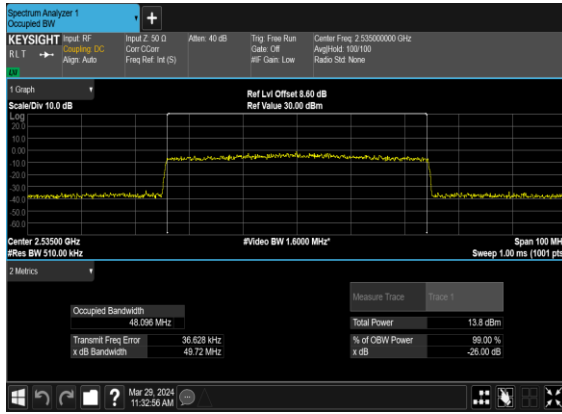 Spectrum Analyzer 1
Occupied BW
+
KEYSIGHT Input: RF Input Z: 50 Ω Atten: 40 dB Trig: Free Run Center Freq: 2.535000000 GHz
RLT Coupling: DC Corr CCorr Gate: Off Avg|Hold: 100/100
Align: Auto Freq Ref: Int (S) #IF Gain: Low Radio Std: None
LXI
1 Graph
Ref Lvl Offset 8.60 dB
Scale/Div 10.0 dB Ref Value 30.00 dBm
Log
20.0
10.0
0.00
-10.0
-20.0
-30.0
-40.0
-50.0
-60.0
Center 2.53500 GHz #Video BW 1.6000 MHz* Span 100 MH
#Res BW 510.00 kHz Sweep 1.00 ms (1001 pts
2 Metrics
Measure Trace Trace 1
Occupied Bandwidth
48.096 MHz Total Power 13.8 dBm
Transmit Freq Error 36.628 kHz % of OBW Power 99.00 %
x dB Bandwidth 49.72 MHz x dB -26.00 dB
?
Mar 29, 2024
11:32:56 AM